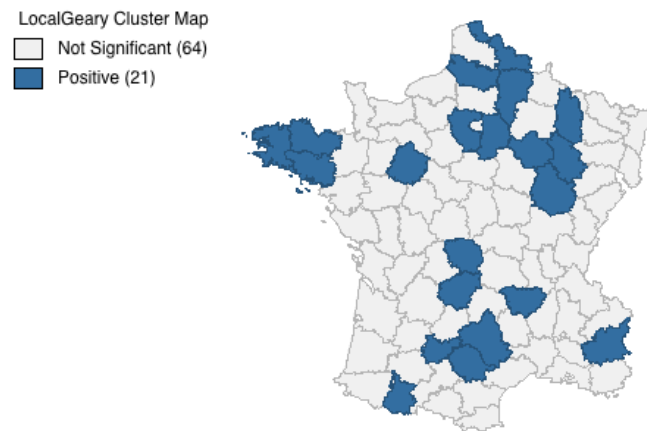 LocalGeary Cluster Map
Not Significant (64)
Positive (21)